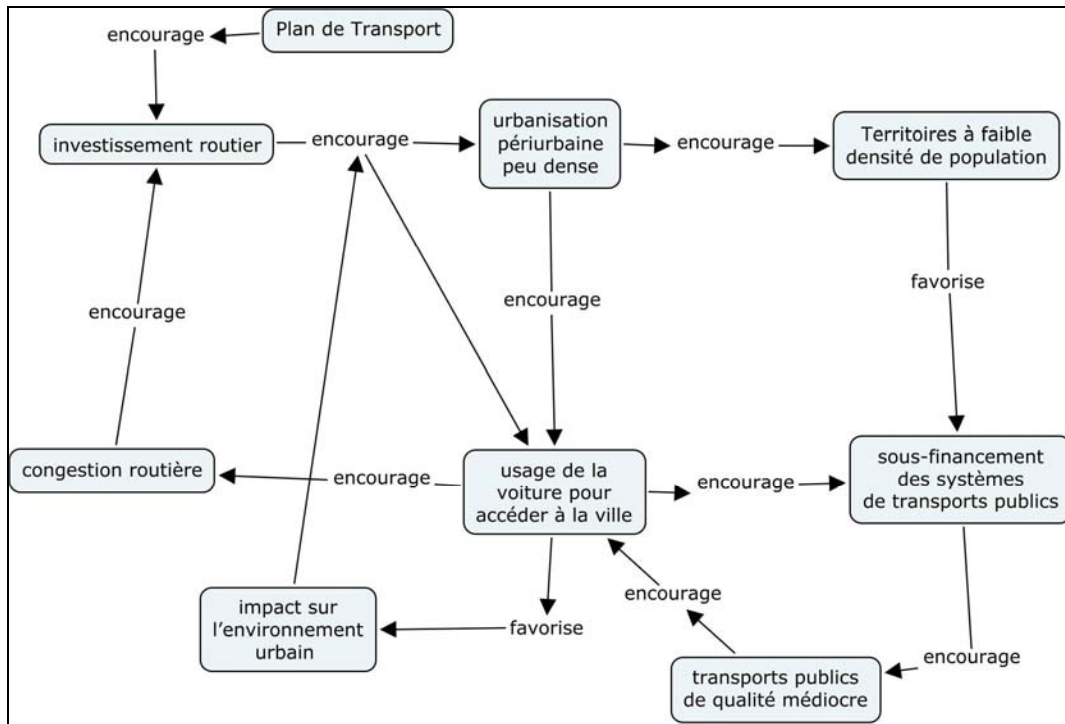 Plan de Transport
encourage
investissement routier
encourage
urbanisation
périurbaine
peu dense
encourage
Territoires à faible
densité de population
favorise
encourage
encourage
congestion routière
encourage
usage de la
voiture pour
accéder à la ville
encourage
sous-financement
des systèmes
de transports publics
impact sur
l'environnement
urbain
favorise
encourage
encourage
transports publics
de qualité médiocre